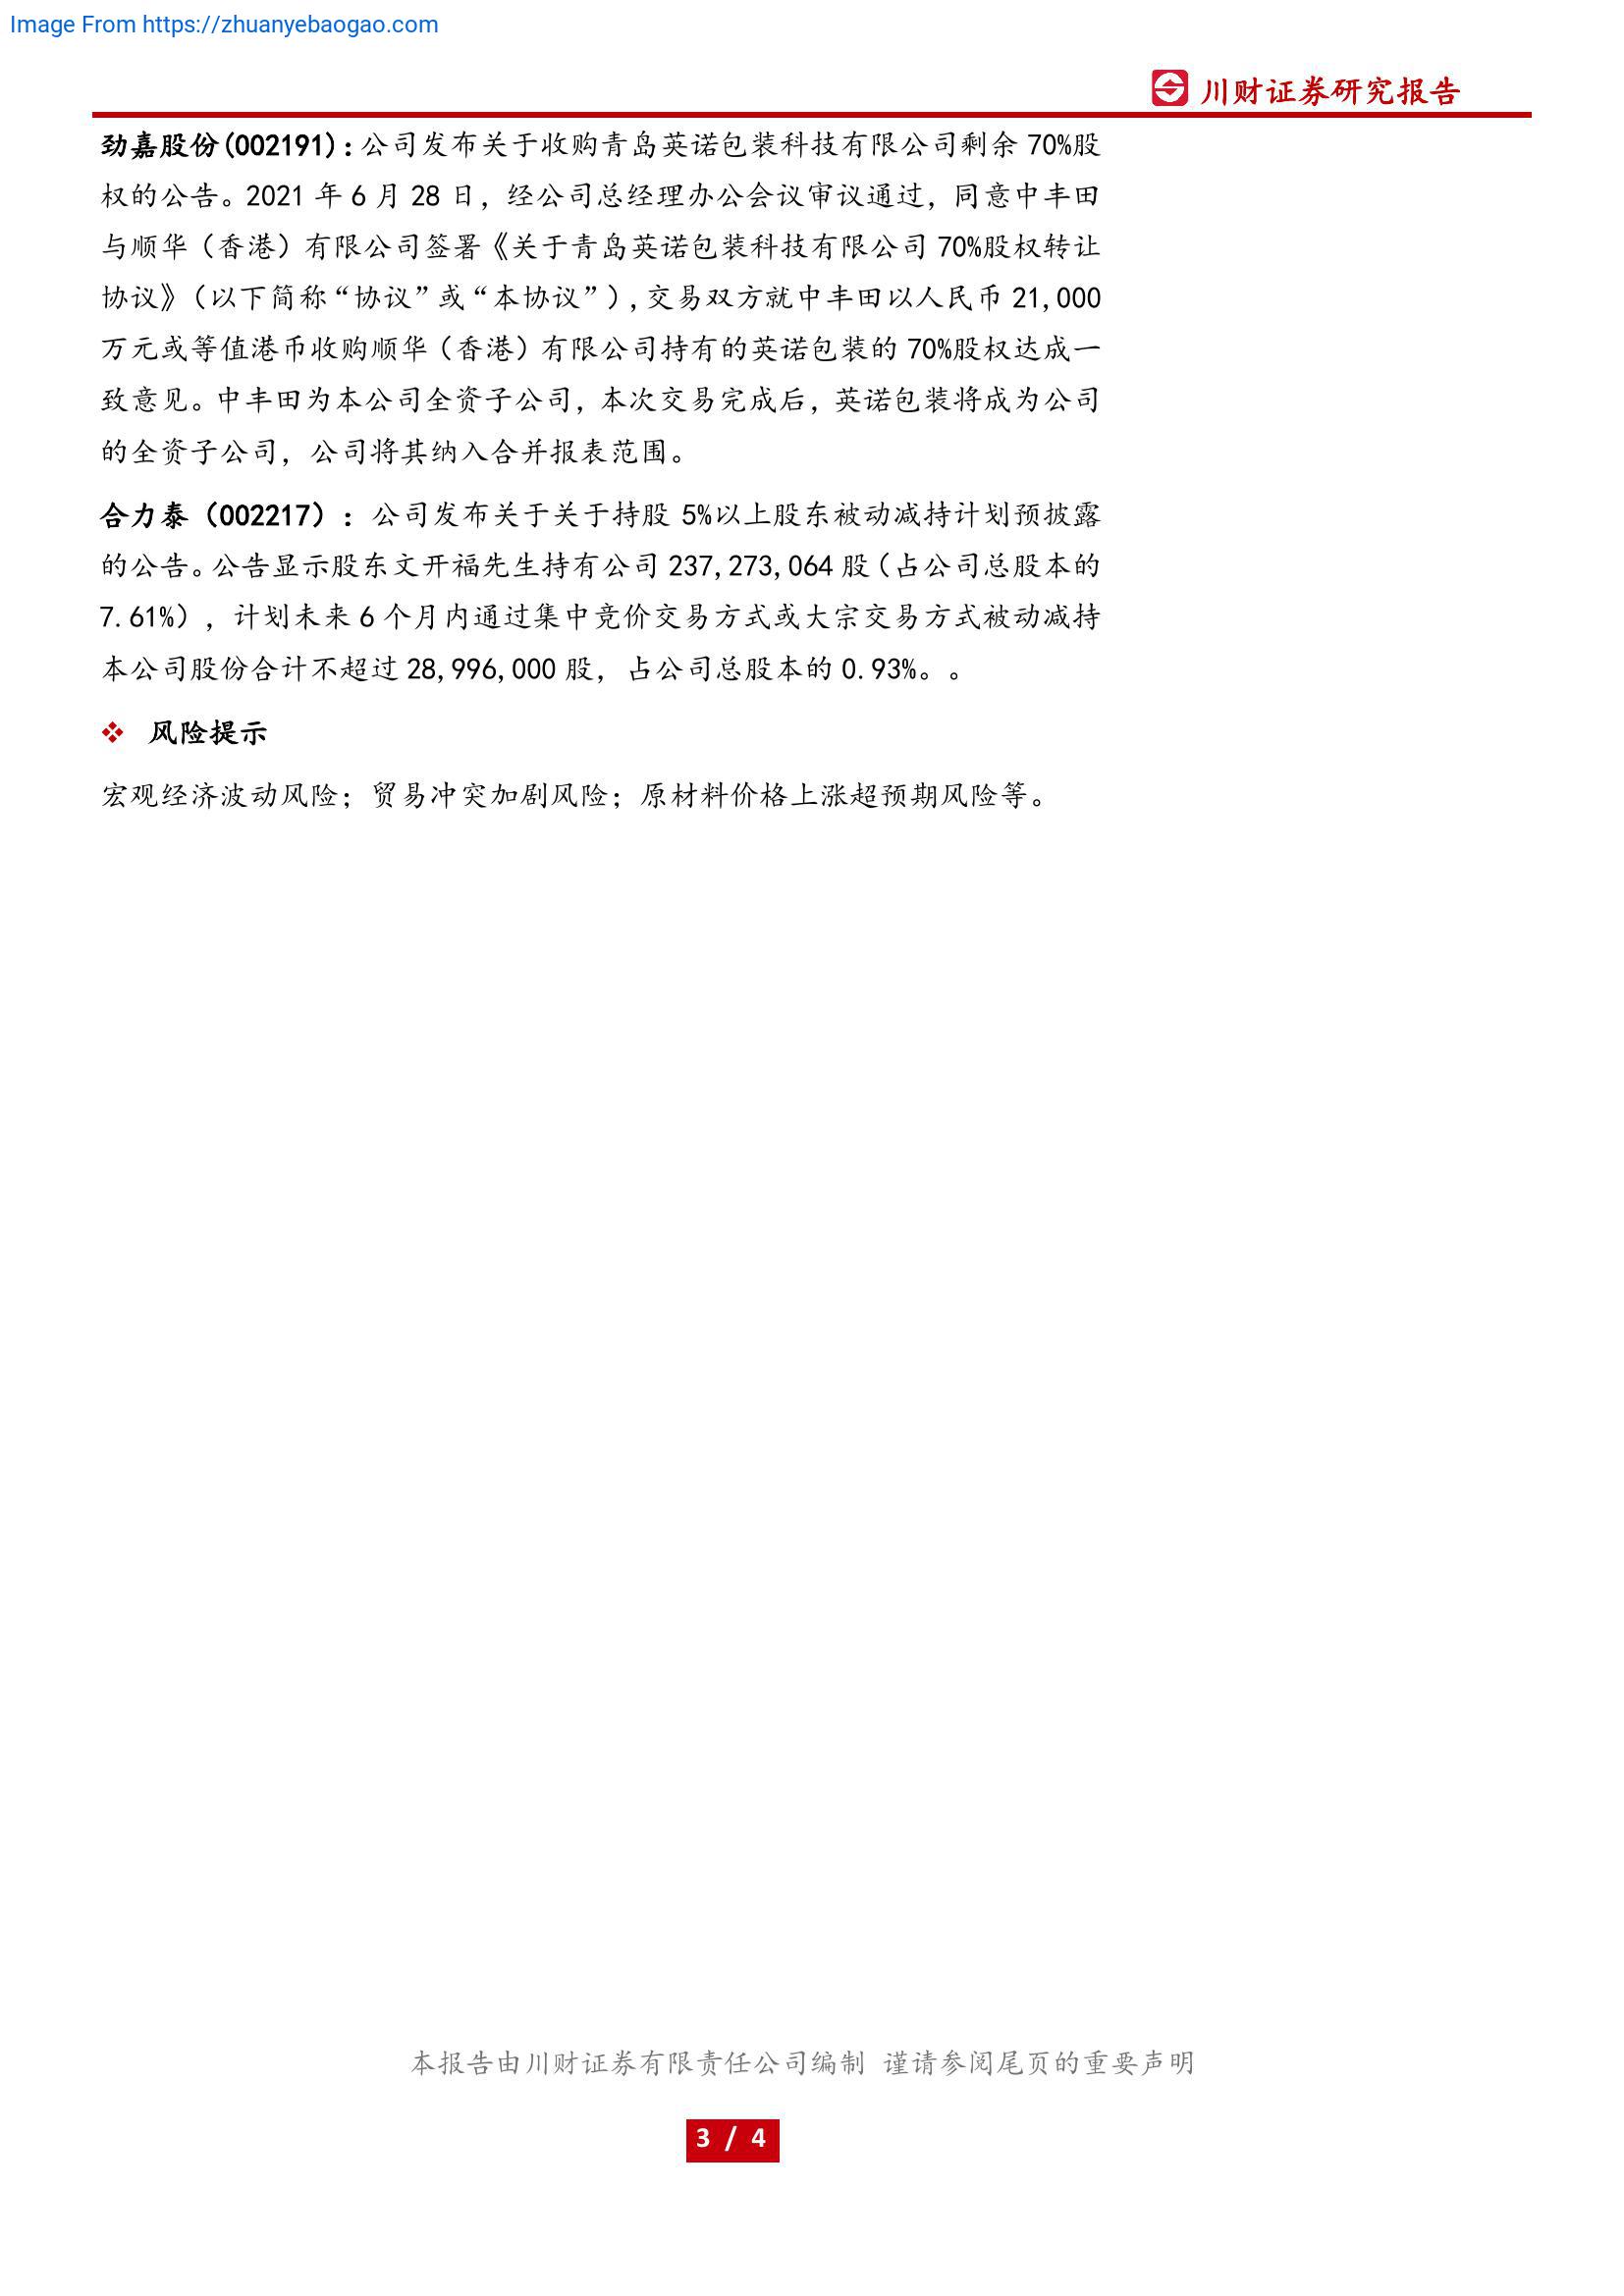 Image From https://zhuanyebaogao.com
川财证券研究报告
劲嘉股份(002191)：公司发布关于收购青岛英诺包装科技有限公司剩余 70%股
权的公告。2021 年 6 月 28 日，经公司总经理办公会议审议通过，同意中丰田
与顺华（香港）有限公司签署《关于青岛英诺包装科技有限公司 70%股权转让
协议》（以下简称“协议”或“本协议”），交易双方就中丰田以人民币 21,000
万元或等值港币收购顺华（香港）有限公司持有的英诺包装的 70%股权达成一
致意见。中丰田为本公司全资子公司，本次交易完成后，英诺包装将成为公司
的全资子公司，公司将其纳入合并报表范围。
合力泰（002217）：公司发布关于关于持股 5%以上股东被动减持计划预披露
的公告。公告显示股东文开福先生持有公司 237,273,064 股（占公司总股本的
7.61%），计划未来 6 个月内通过集中竞价交易方式或大宗交易方式被动减持
本公司股份合计不超过 28,996,000 股，占公司总股本的 0.93%。。
❖ 风险提示
宏观经济波动风险；贸易冲突加剧风险；原材料价格上涨超预期风险等。
本报告由川财证券有限责任公司编制 谨请参阅尾页的重要声明
3 / 4